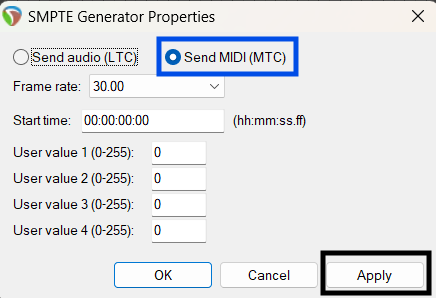 SMPTE Generator Properties
Send audio (LTC) Send MIDI (MTC)
Frame rate: 30.00
Start time: 00:00:00:00 (hh:mm:ss.ff)
User value 1 (0-255): 0
User value 2 (0-255): 0
User value 3 (0-255): 0
User value 4 (0-255): 0
OK Cancel Apply